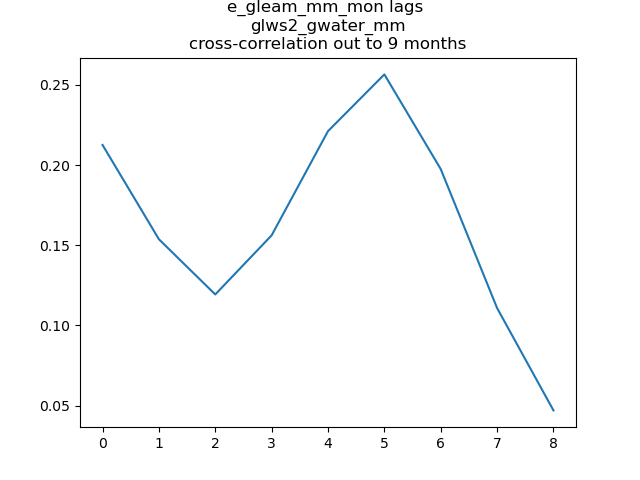 e_gleam_mm_mon lags
glws2_gwater_mm
cross-correlation out to 9 months
0.25
0.20
0.15
0.10
0.05
0 1 2 3 4 5 6 7 8